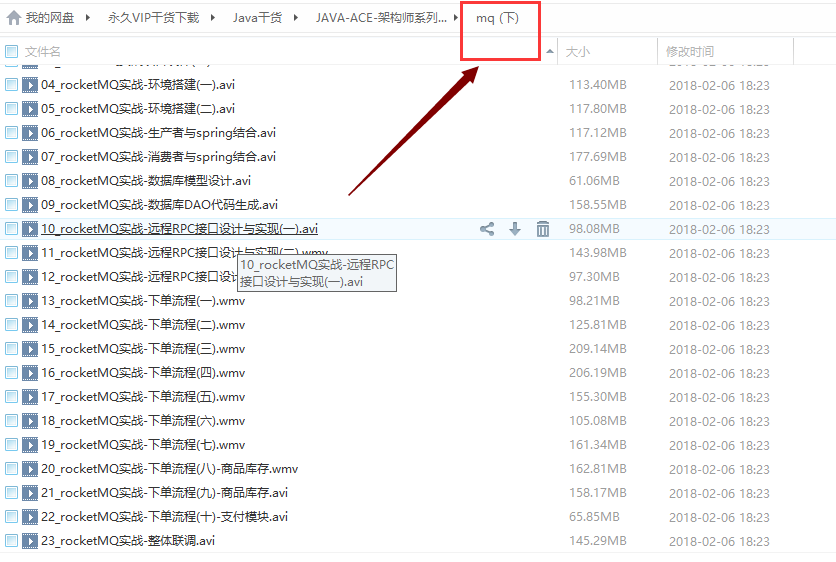 我的网盘 永久VIP干货下载 Java干货 JAVA-ACE-架构师系列... mq (下)
文件名 大小 修改时间
04_rocketMQ实战-环境搭建(一).avi 113.40MB 2018-02-06 18:23
05_rocketMQ实战-环境搭建(二).avi 117.80MB 2018-02-06 18:23
06_rocketMQ实战-生产者与spring结合.avi 117.12MB 2018-02-06 18:23
07_rocketMQ实战-消费者与spring结合.avi 177.69MB 2018-02-06 18:23
08_rocketMQ实战-数据库模型设计.avi 61.06MB 2018-02-06 18:23
09_rocketMQ实战-数据库DAO代码生成.avi 158.55MB 2018-02-06 18:23
10_rocketMQ实战-远程RPC接口设计与实现(一).avi 98.08MB 2018-02-06 18:23
11_rocketMQ实战-远程RPC接口设计与实现(二).wmv 143.98MB 2018-02-06 18:23
12_rocketMQ实战-远程RPC接口设计 97.30MB 2018-02-06 18:23
10_rocketMQ实战-远程RPC
接口设计与实现(一).avi
13_rocketMQ实战-下单流程(一).wmv 98.21MB 2018-02-06 18:23
14_rocketMQ实战-下单流程(二).wmv 125.81MB 2018-02-06 18:23
15_rocketMQ实战-下单流程(三).wmv 209.14MB 2018-02-06 18:23
16_rocketMQ实战-下单流程(四).wmv 206.19MB 2018-02-06 18:23
17_rocketMQ实战-下单流程(五).wmv 155.30MB 2018-02-06 18:23
18_rocketMQ实战-下单流程(六).wmv 105.08MB 2018-02-06 18:23
19_rocketMQ实战-下单流程(七).wmv 161.34MB 2018-02-06 18:23
20_rocketMQ实战-下单流程(八)-商品库存.wmv 162.81MB 2018-02-06 18:23
21_rocketMQ实战-下单流程(九)-商品库存.avi 158.17MB 2018-02-06 18:23
22_rocketMQ实战-下单流程(十)-支付模块.avi 65.85MB 2018-02-06 18:23
23_rocketMQ实战-整体联调.avi 145.29MB 2018-02-06 18:23